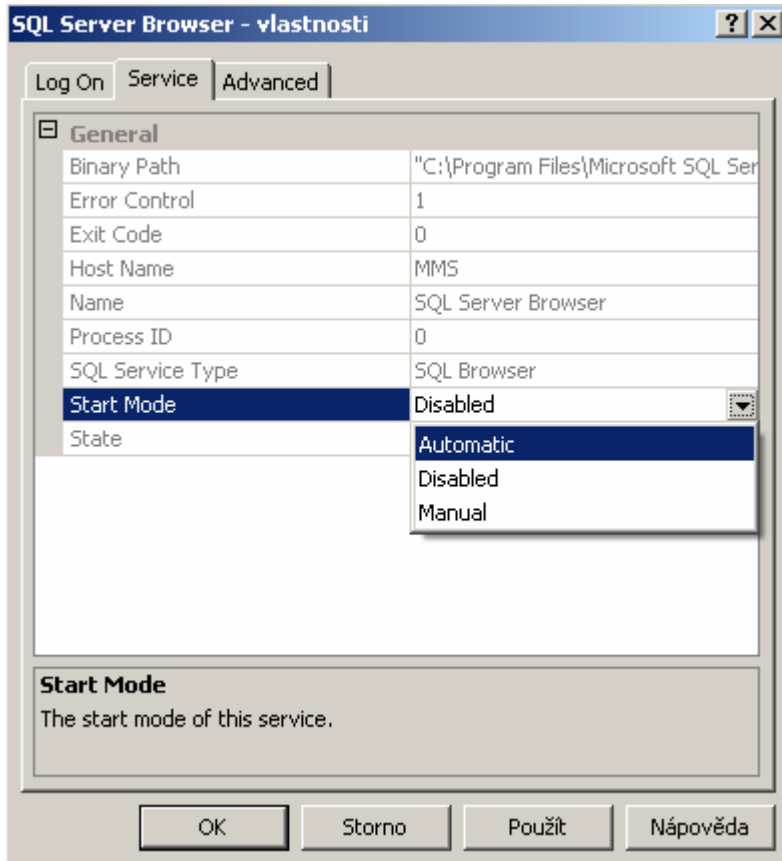 SQL Server Browser - vlastnosti
Log On Service Advanced
General
Binary Path "C:\Program Files\Microsoft SQL Ser
Error Control 1
Exit Code 0
Host Name MMS
Name SQL Server Browser
Process ID 0
SQL Service Type SQL Browser
Start Mode Disabled
State Automatic
Disabled
Manual
Start Mode
The start mode of this service.
OK Storno Použít Nápověda